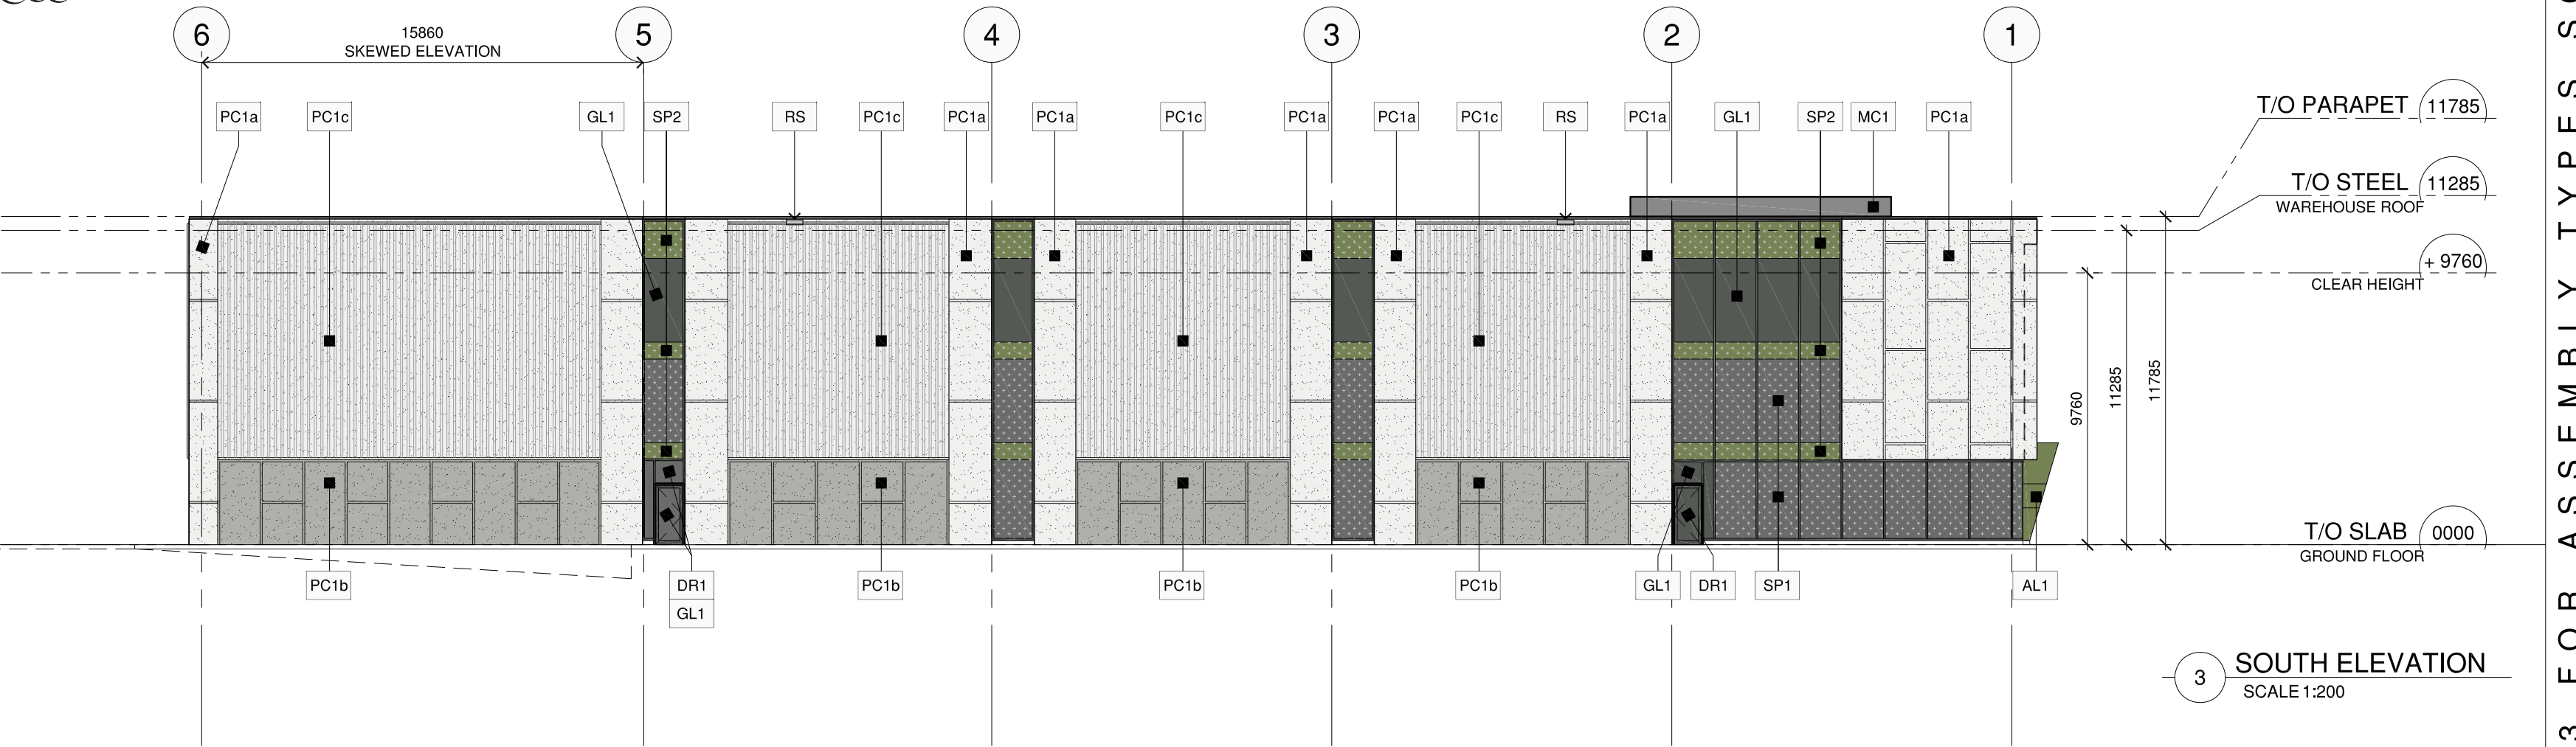 6
5
4
3
2
1
15860
SKEWED ELEVATION
PC1a
PC1c
GL1
SP2
RS
PC1c
PC1a
PC1a
PC1c
PC1a
PC1a
PC1c
RS
PC1a
GL1
SP2
MC1
PC1a
T/O PARAPET 11785
T/O STEEL 11285
WAREHOUSE ROOF
+ 9760
CLEAR HEIGHT
9760
11285
11785
T/O SLAB 0000
GROUND FLOOR
PC1b
DR1
GL1
PC1b
PC1b
PC1b
GL1
DR1
SP1
AL1
3 SOUTH ELEVATION
SCALE 1:200
3 FOR ASSEMBLY TYPES